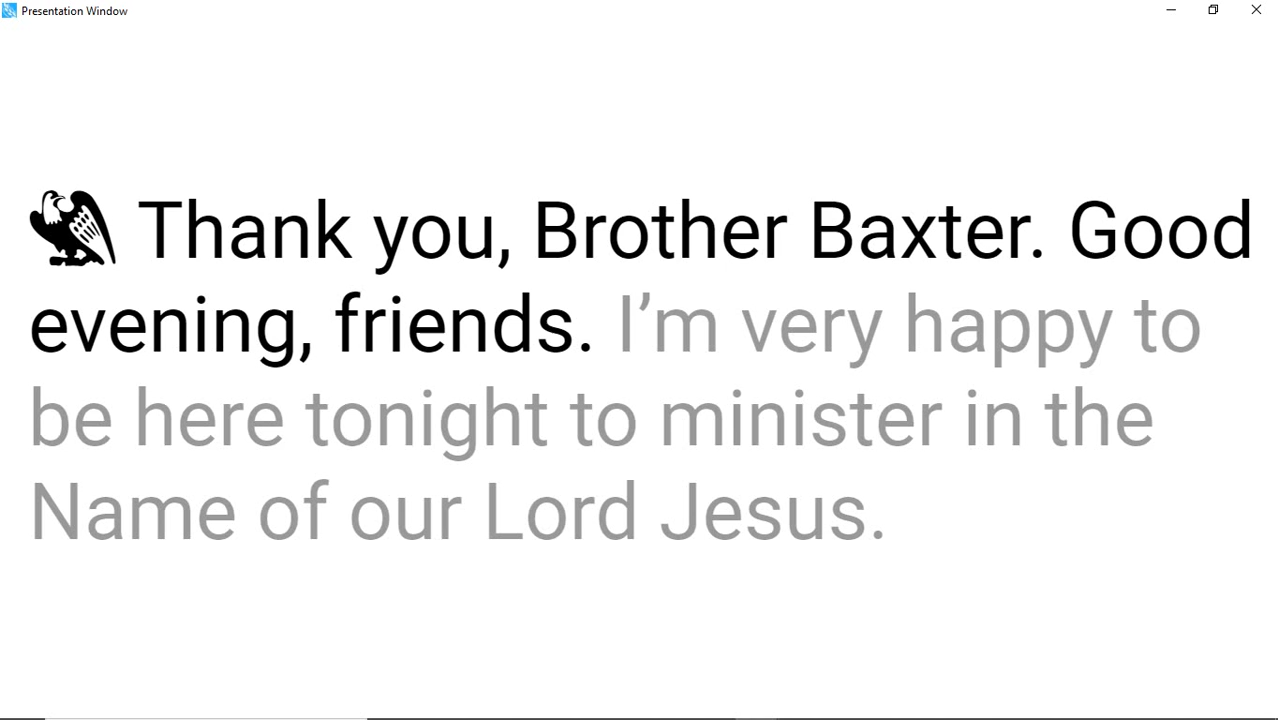 Presentation Window
Thank you, Brother Baxter. Good
evening, friends. I’m very happy to
be here tonight to minister in the
Name of our Lord Jesus.